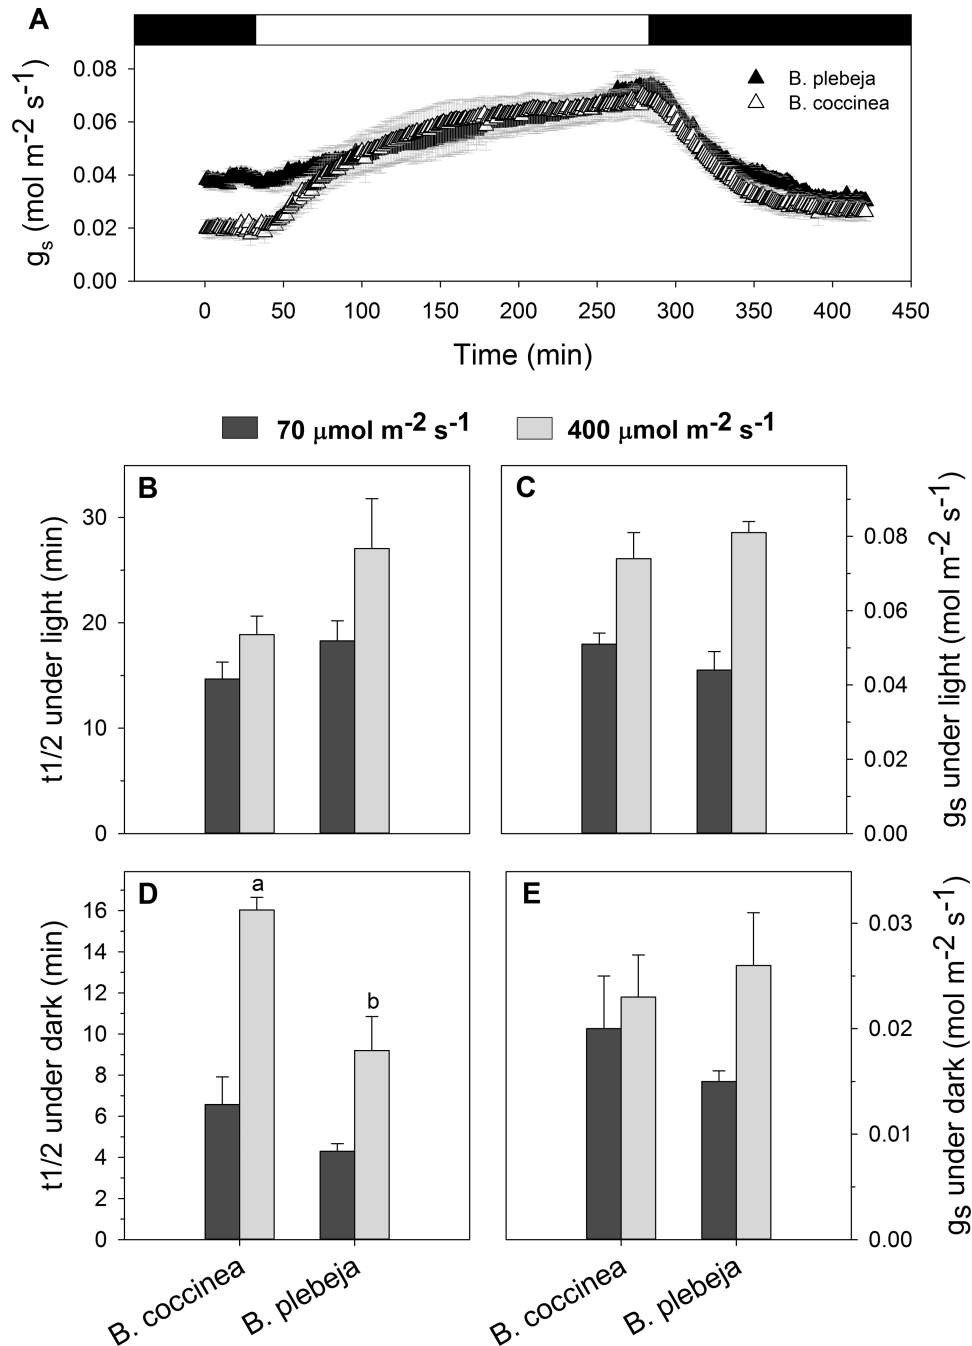 A
0.08
0.06
0.04
0.02
0.00
gs (mol m-2 s-1)
B. plebeja
B. coccinea
0 50 100 150 200 250 300 350 400 450
Time (min)
70 μmol m-2 s-1 400 μmol m-2 s-1
B
30
20
10
0
t1/2 under light (min)
C
0.08
0.06
0.04
0.02
0.00
gs under light (mol m-2 s-1)
D
a
b
16
14
12
10
8
6
4
2
0
t1/2 under dark (min)
E
0.03
0.02
0.01
0.00
gs under dark (mol m-2 s-1)
B. coccinea B. plebeja B. coccinea B. plebeja